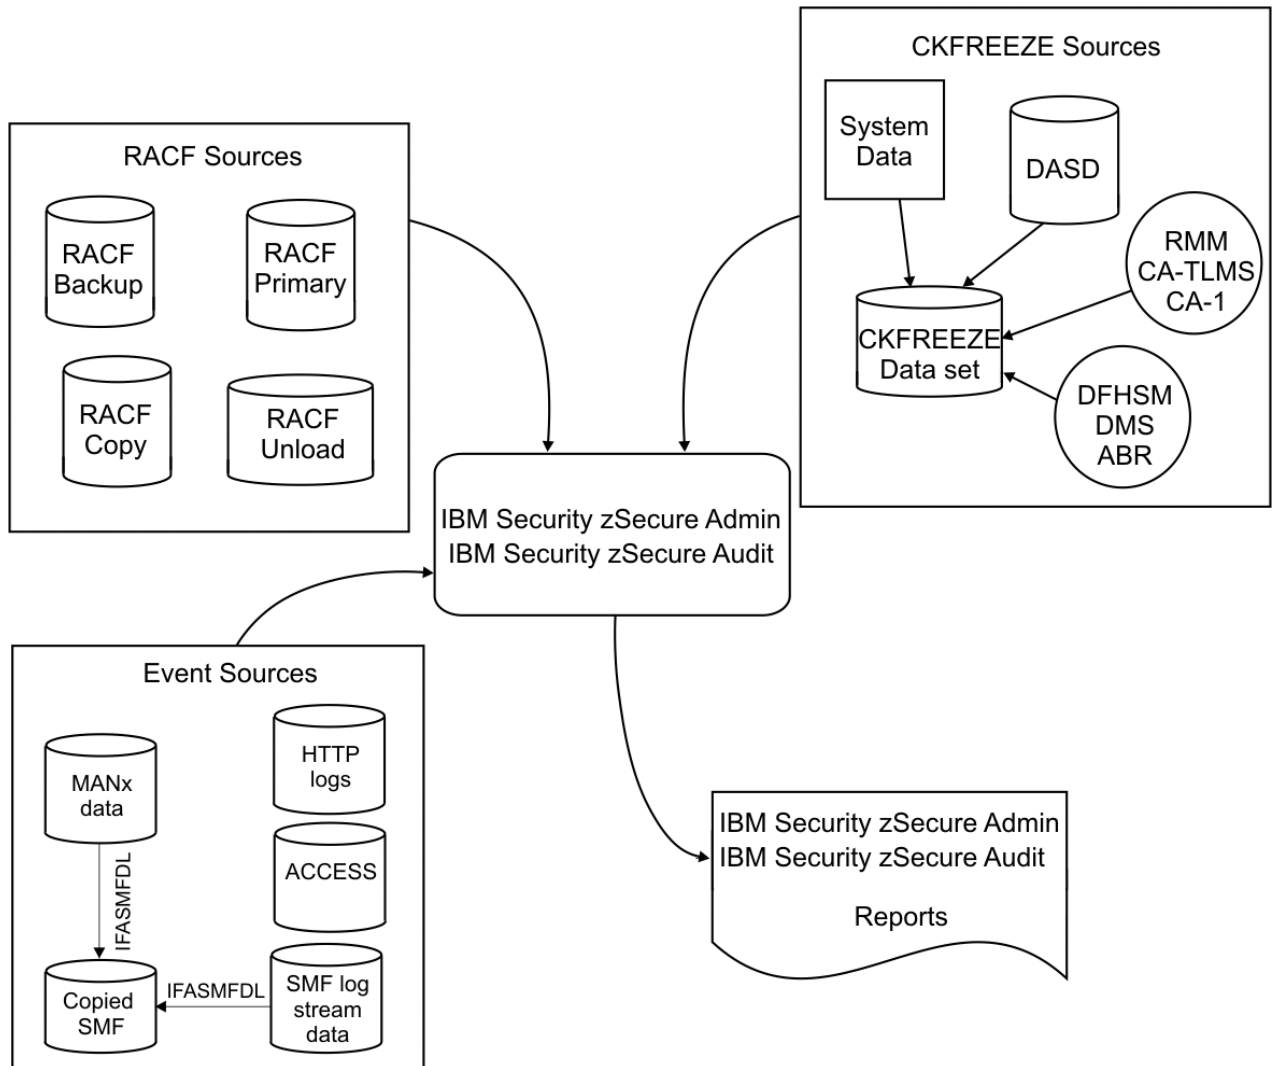 CKFREEZE Sources
System
Data
DASD
RMM
CA-TLMS
CA-1
CKFREEZE
Data set
DFHSM
DMS
ABR
RACF Sources
RACF
Backup
RACF
Primary
RACF
Copy
RACF
Unload
IBM Security zSecure Admin
IBM Security zSecure Audit
Event Sources
MANx
data
HTTP
logs
ACCESS
IFASMFDL
Copied
SMF
IFASMFDL
SMF log
stream
data
IBM Security zSecure Admin
IBM Security zSecure Audit
Reports